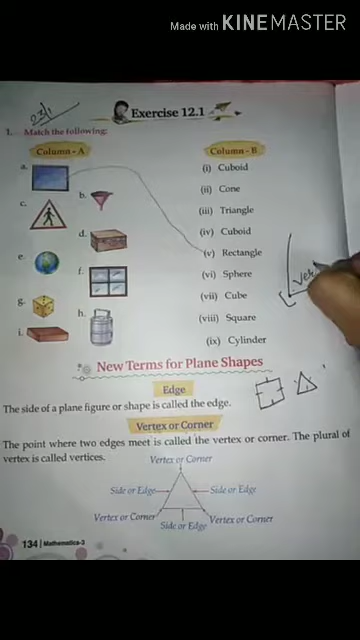 Made with KINEMASTER
23/1
Exercise 12.1
1. Match the following:
Column - A
Column - B
a.
(i) Cuboid
b.
(ii) Cone
c.
(iii) Triangle
d.
(iv) Cuboid
e.
(v) Rectangle
f.
(vi) Sphere
g.
(vii) Cube
h.
(viii) Square
i.
(ix) Cylinder
ver
New Terms for Plane Shapes
Edge
The side of a plane figure or shape is called the edge.
Vertex or Corner
The point where two edges meet is called the vertex or corner. The plural of
vertex is called vertices.
Vertex or Corner
Side or Edge
Side or Edge
Vertex or Corner
Side or Edge
Vertex or Corner
134 | Mathematics-3